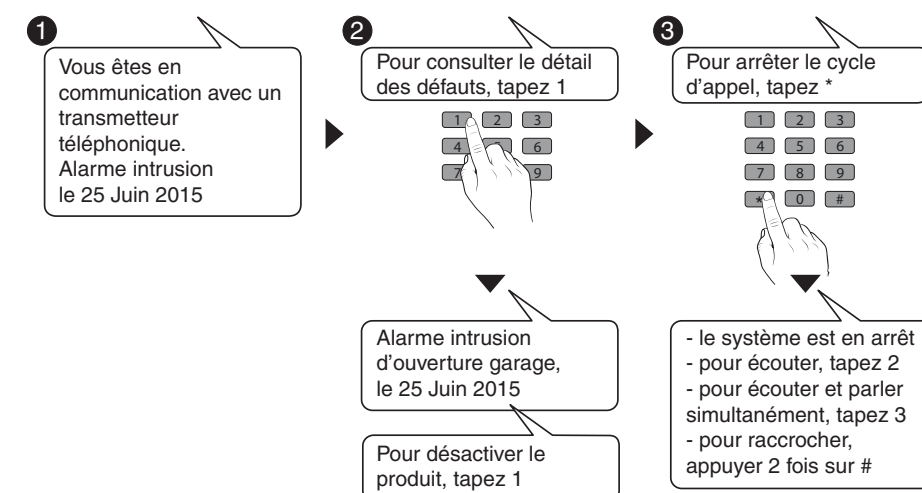 1
Vous êtes en
communication avec un
transmetteur
téléphonique.
Alarme intrusion
le 25 Juin 2015
2
Pour consulter le détail
des défauts, tapez 1
1 2 3
4 6
7 9
Alarme intrusion
d'ouverture garage,
le 25 Juin 2015
Pour désactiver le
produit, tapez 1
3
Pour arrêter le cycle
d'appel, tapez *
1 2 3
4 5 6
7 8 9
* 0 #
- le système est en arrêt
- pour écouter, tapez 2
- pour écouter et parler
simultanément, tapez 3
- pour raccrocher,
appuyer 2 fois sur #